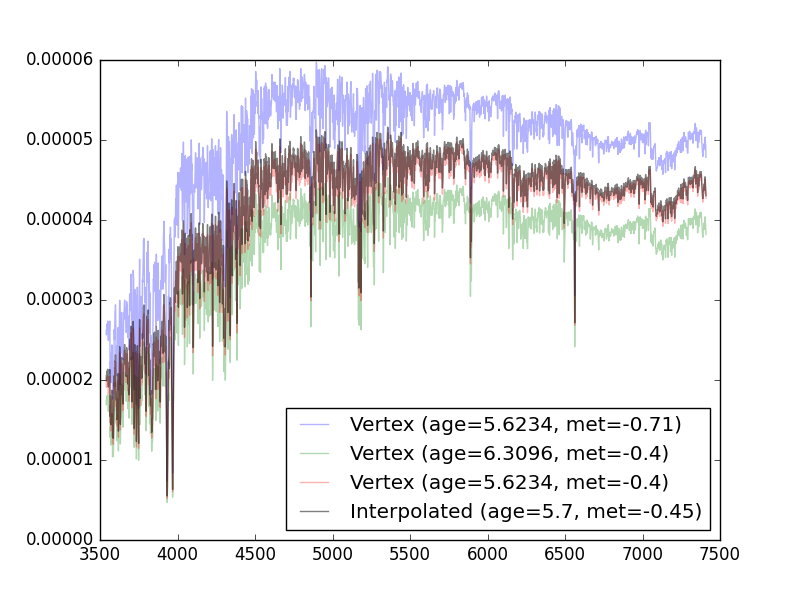 0.00006
0.00005
0.00004
0.00003
0.00002
0.00001
0.00000
3500 4000 4500 5000 5500 6000 6500 7000 7500
Vertex (age=5.6234, met=-0.71)
Vertex (age=6.3096, met=-0.4)
Vertex (age=5.6234, met=-0.4)
Interpolated (age=5.7, met=-0.45)